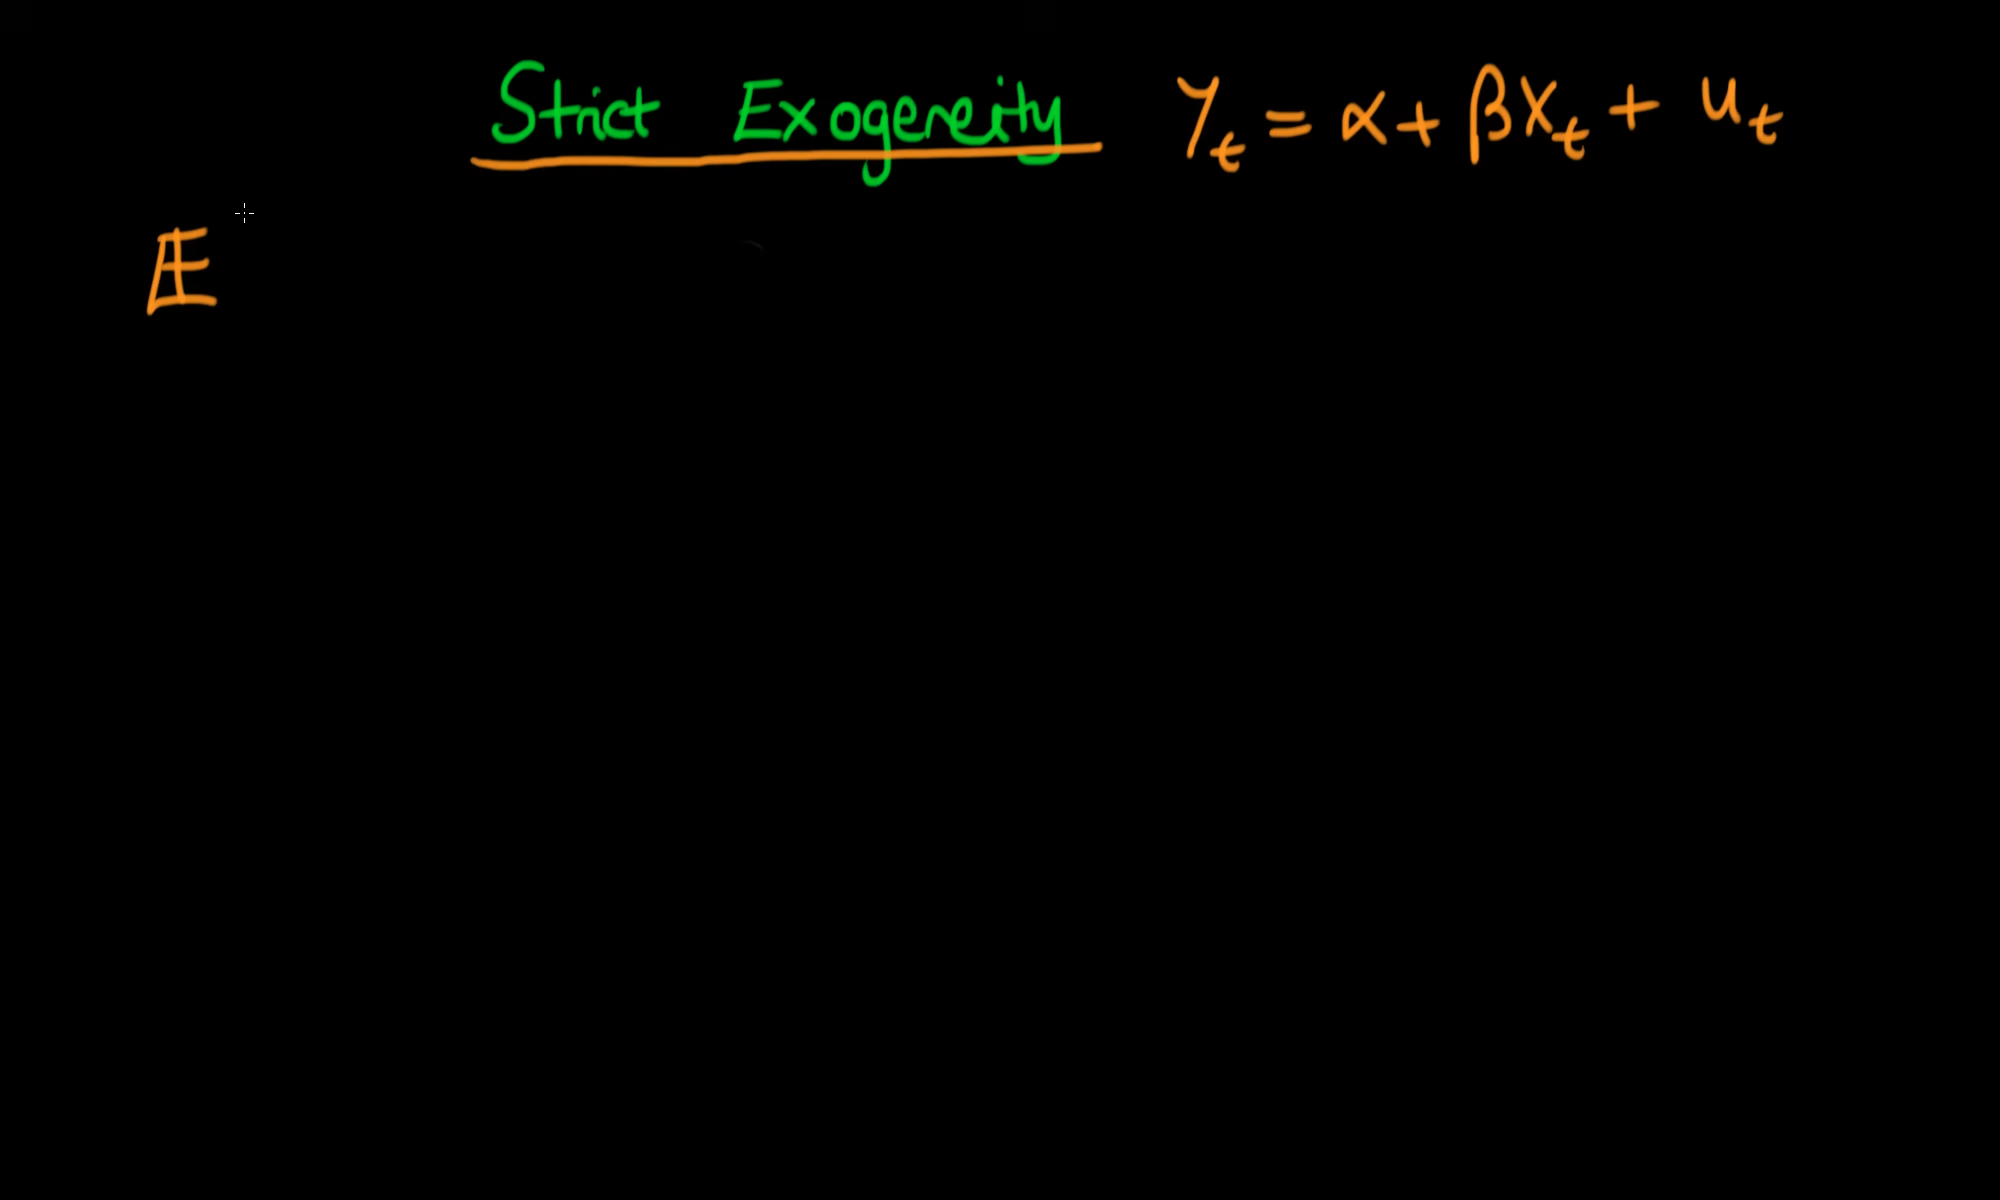 Strict Exogeneity Yₜ = α + βXₜ + uₜ
𝔼